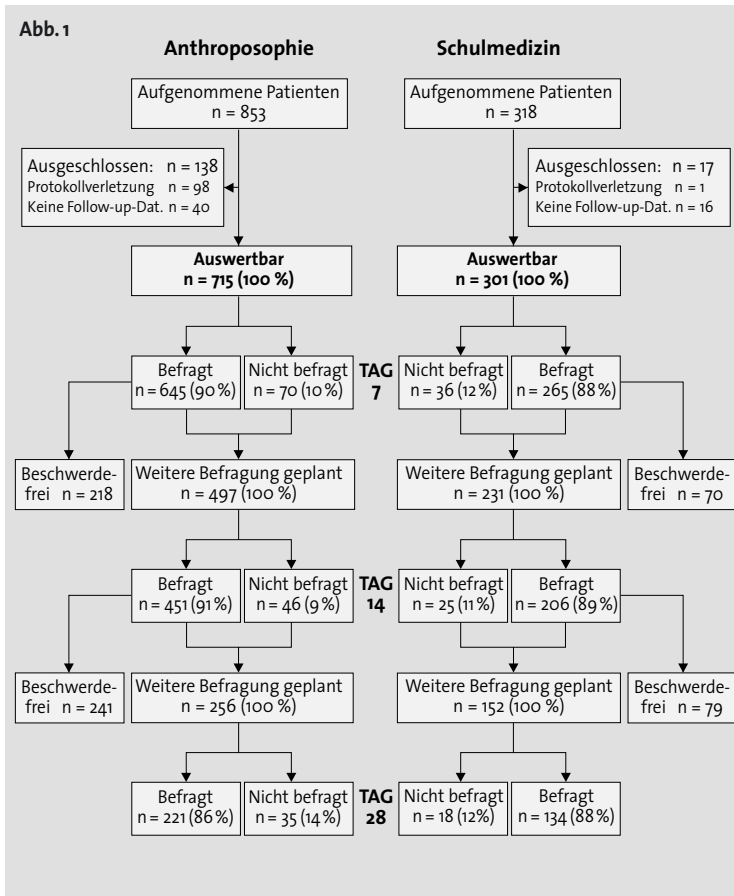 Abb. 1
Anthroposophie
Schulmedizin
Aufgenommene Patienten
n = 853
Aufgenommene Patienten
n = 318
Ausgeschlossen: n = 138
Protokollverletzung n = 98
Keine Follow-up-Dat. n = 40
Ausgeschlossen: n = 17
Protokollverletzung n = 1
Keine Follow-up-Dat. n = 16
Auswertbar
n = 715 (100 %)
Auswertbar
n = 301 (100 %)
Befragt
n = 645 (90 %)
Nicht befragt
n = 70 (10 %)
TAG
7
Nicht befragt
n = 36 (12 %)
Befragt
n = 265 (88 %)
Beschwerde-
frei n = 218
Weitere Befragung geplant
n = 497 (100 %)
Weitere Befragung geplant
n = 231 (100 %)
Beschwerde-
frei n = 70
Befragt
n = 451 (91 %)
Nicht befragt
n = 46 (9 %)
TAG
14
Nicht befragt
n = 25 (11 %)
Befragt
n = 206 (89 %)
Beschwerde-
frei n = 241
Weitere Befragung geplant
n = 256 (100 %)
Weitere Befragung geplant
n = 152 (100 %)
Beschwerde-
frei n = 79
Befragt
n = 221 (86 %)
Nicht befragt
n = 35 (14 %)
TAG
28
Nicht befragt
n = 18 (12%)
Befragt
n = 134 (88 %)